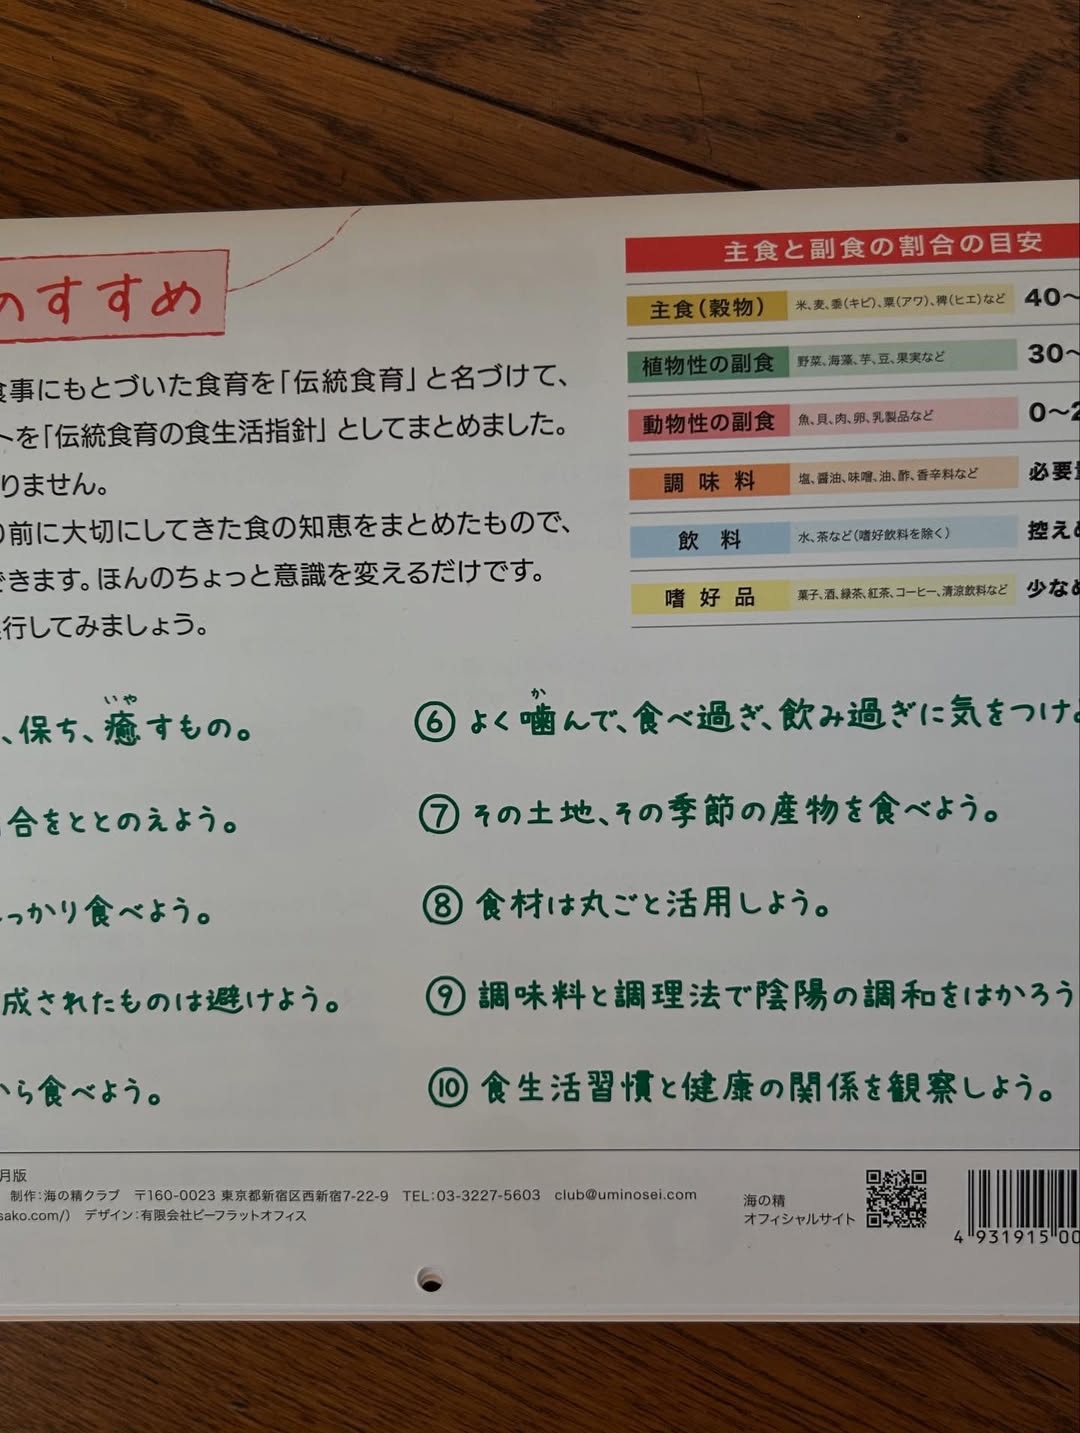 のすすめ
食事にもとづいた食育を「伝統食育」と名づけて、
トを「伝統食育の食生活指針」としてまとめました。
りません。
り前に大切にしてきた食の知恵をまとめたもので、
できます。ほんのちょっと意識を変えるだけです。
行してみましょう。
主食と副食の割合の目安
主食(穀物) 米、麦、黍(キビ)、粟(アワ)、稗(ヒエ)など 40〜
植物性の副食 野菜、海藻、芋、豆、果実など 30〜
動物性の副食 魚、貝、肉、卵、乳製品など 0〜2
調味料 塩、醤油、味噌、油、酢、香辛料など 必要量
飲料 水、茶など(嗜好飲料を除く) 控えめ
嗜好品 菓子、酒、緑茶、紅茶、コーヒー、清涼飲料など 少なめ
いや
、保ち、癒すもの。
合をととのえよう。
っかり食べよう。
成されたものは避けよう。
から食べよう。
か
⑥ よく噛んで、食べ過ぎ、飲み過ぎに気をつけよ
⑦ その土地、その季節の産物を食べよう。
⑧ 食材は丸ごと活用しよう。
⑨ 調味料と調理法で陰陽の調和をはかろう
⑩ 食生活習慣と健康の関係を観察しよう。
月版
制作:海の精クラブ 〒160-0023 東京都新宿区西新宿7-22-9 TEL:03-3227-5603 club@uminosei.com
sako.com/) デザイン:有限会社ビーフラットオフィス
海の精
オフィシャルサイト
4 931915 00